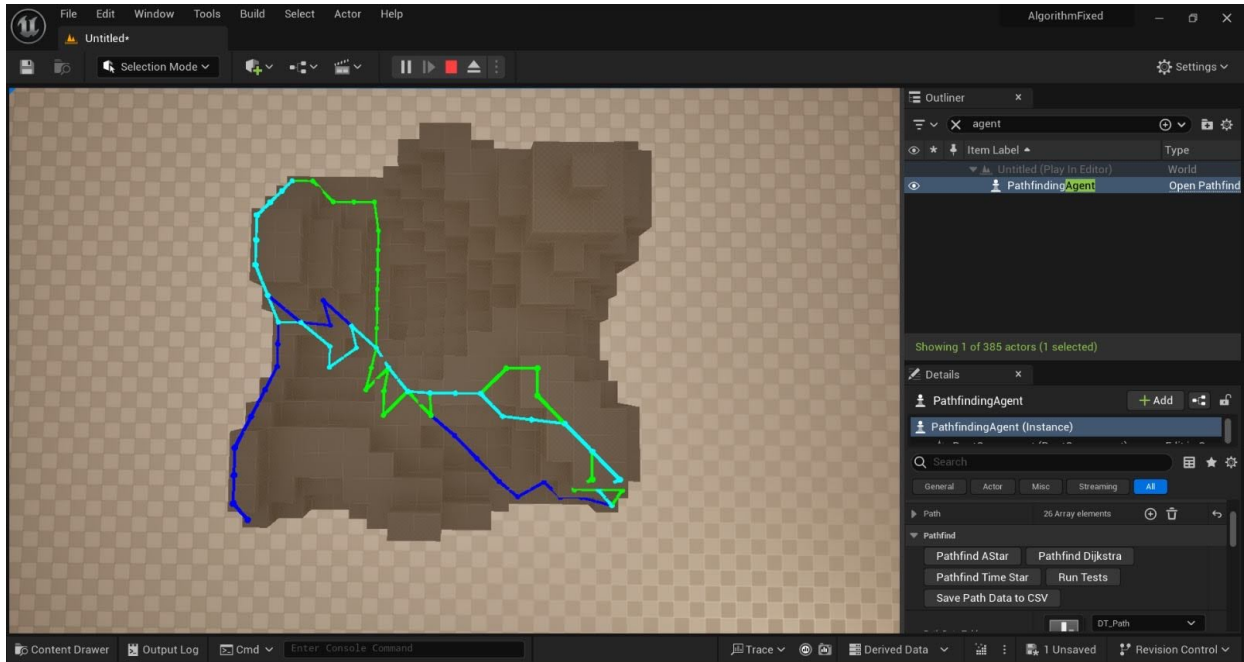 File Edit Window Tools Build Select Actor Help AlgorithmFixed
Untitled*
Selection Mode Settings
Outliner
agent
Item Label Type
Untitled (Play In Editor) World
PathfindingAgent Open Pathfind
Showing 1 of 385 actors (1 selected)
Details
PathfindingAgent + Add
PathfindingAgent (Instance)
Search
General Actor Misc Streaming All
Path 26 Array elements
Pathfind
Pathfind AStar Pathfind Dijkstra
Pathfind Time Star Run Tests
Save Path Data to CSV
DT_Path
Content Drawer Output Log Cmd Enter Console Command Trace Derived Data 1 Unsaved Revision Control